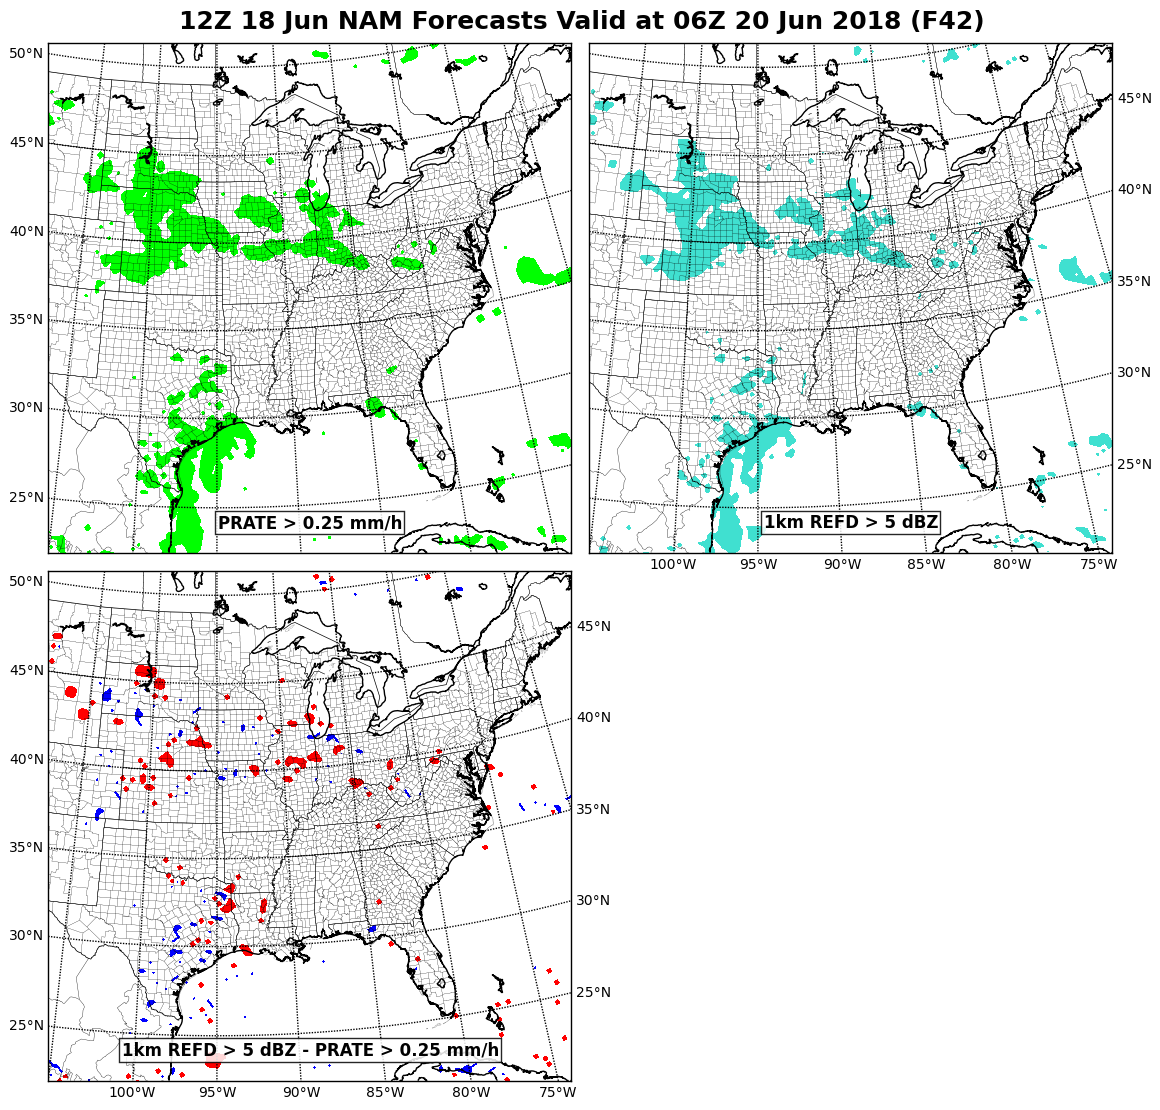 12Z 18 Jun NAM Forecasts Valid at 06Z 20 Jun 2018 (F42)
50°N
45°N
40°N
35°N
30°N
25°N
PRATE > 0.25 mm/h
45°N
40°N
35°N
30°N
25°N
1km REFD > 5 dBZ
100°W 95°W 90°W 85°W 80°W 75°W
50°N
45°N
40°N
35°N
30°N
25°N
45°N
40°N
35°N
30°N
25°N
1km REFD > 5 dBZ - PRATE > 0.25 mm/h
100°W 95°W 90°W 85°W 80°W 75°W